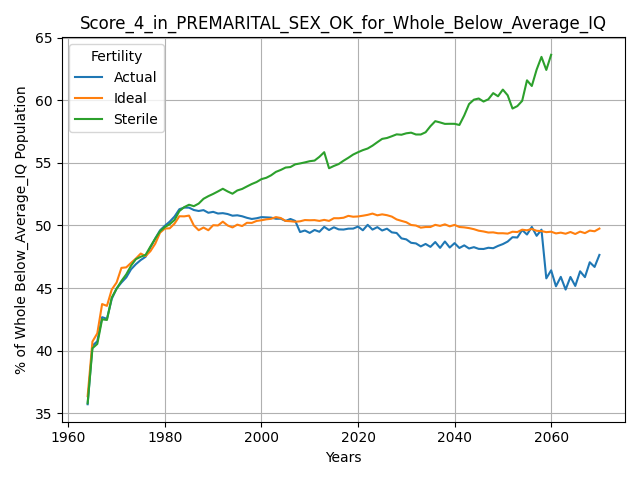 Score_4_in_PREMARITAL_SEX_OK_for_Whole_Below_Average_IQ
65
60
55
50
45
40
35
% of Whole Below_Average_IQ Population
Fertility
Actual
Ideal
Sterile
1960
1980
2000
2020
2040
2060
Years